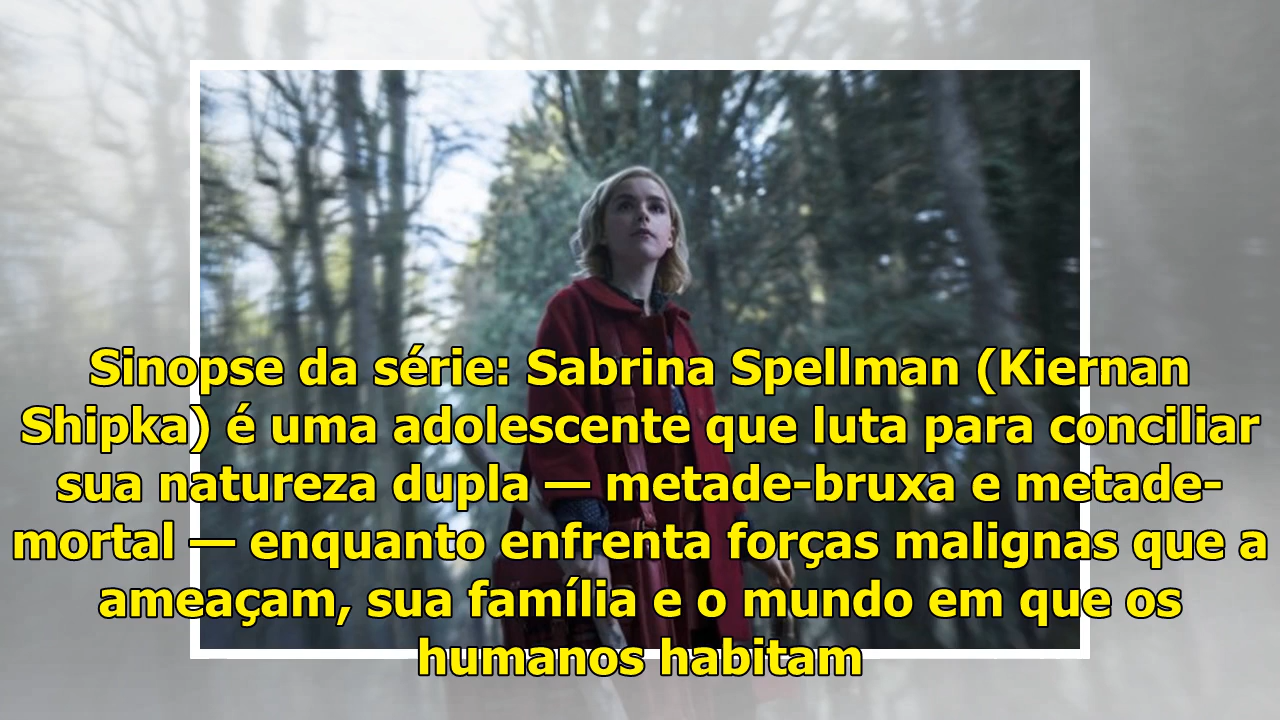 Sinopse da série: Sabrina Spellman (Kiernan
Shipka) é uma adolescente que luta para conciliar
sua natureza dupla — metade-bruxa e metade-
mortal — enquanto enfrenta forças malignas que a
ameaçam, sua família e o mundo em que os
humanos habitam